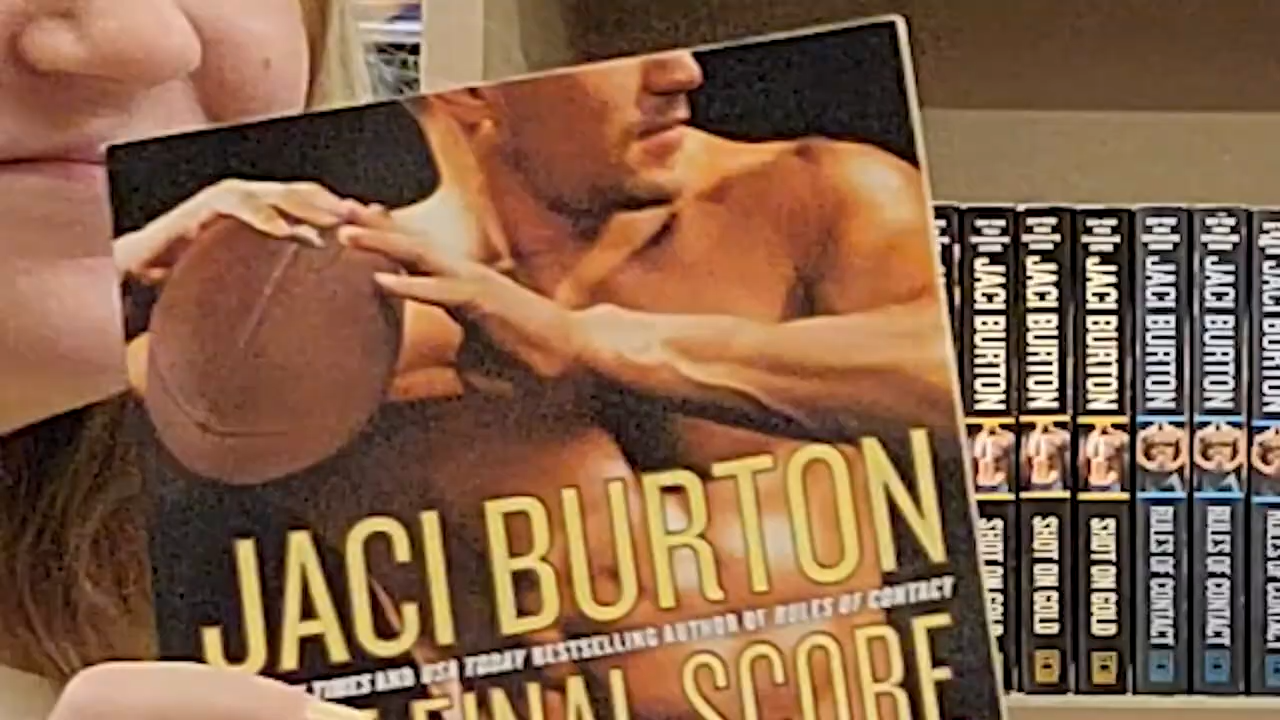 JACI BURTON
TIMES AND USA TODAY BESTSELLING AUTHOR OF RULES OF CONTACT
FINAL SCORE
JACI BURTON
SHOT ON GOLD
JACI BURTON
SHOT ON GOLD
JACI BURTON
SHOT ON GOLD
JACI BURTON
RULES OF CONTACT
JACI BURTON
RULES OF CONTACT
JACI BURTON
RULES OF CONTACT